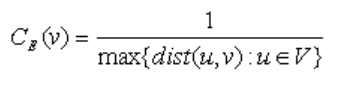 C_E(v) = 1 / max{dist(u,v) : u ∈ V}